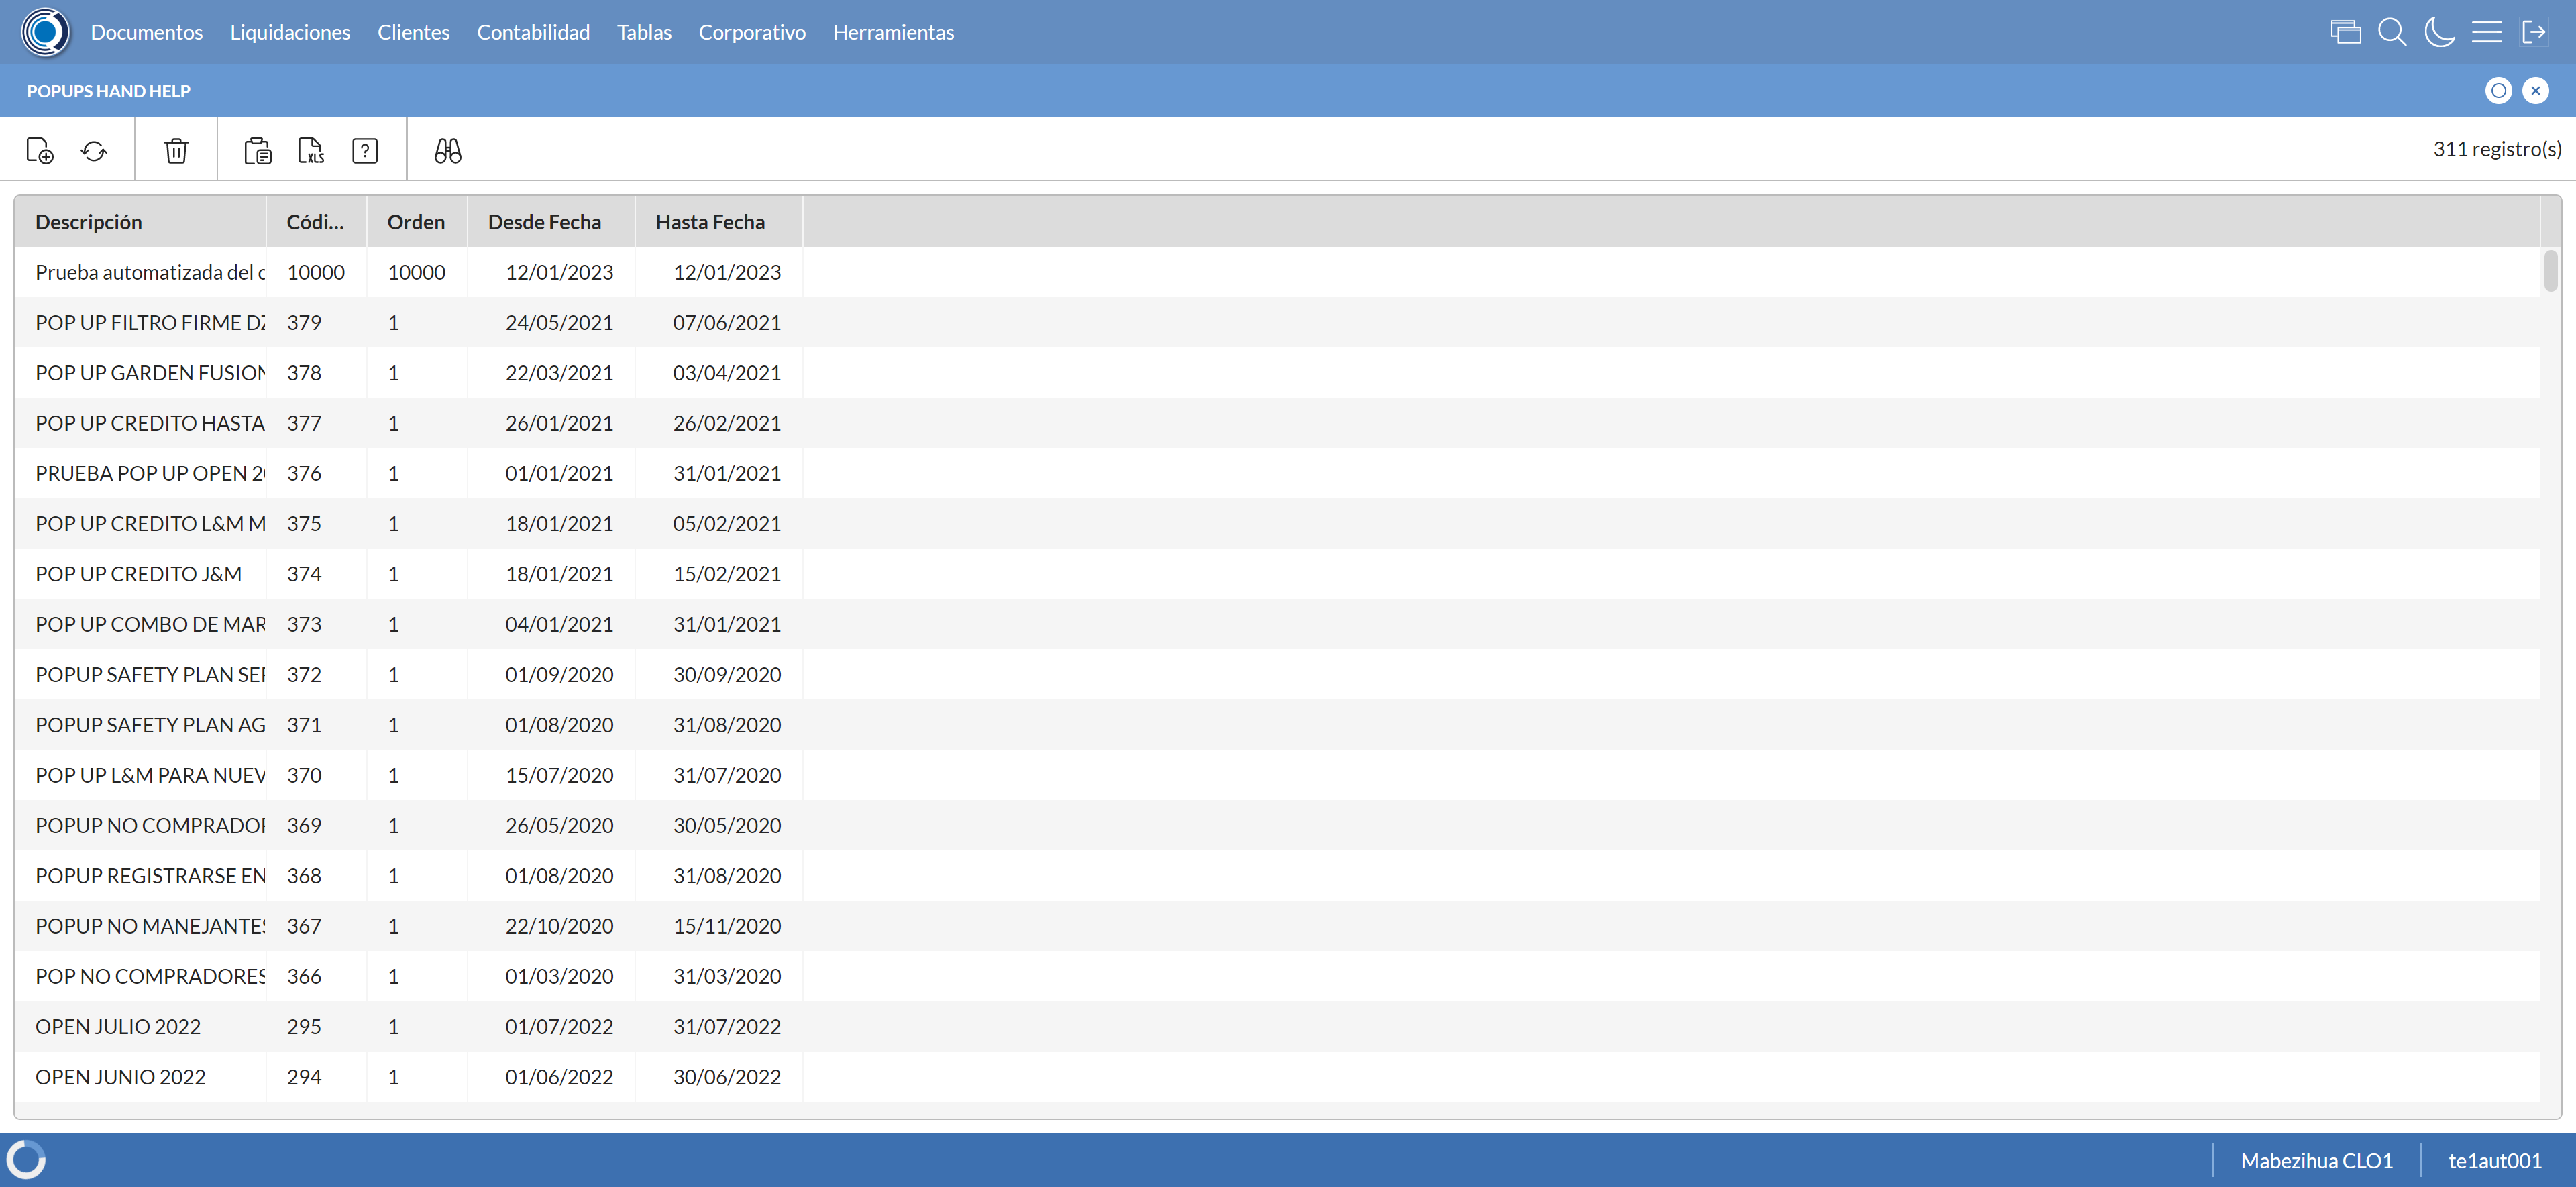 Documentos Liquidaciones Clientes Contabilidad Tablas Corporativo Herramientas
POPUPS HAND HELP
XLS ? 311 registro(s)
Descripción Códi... Orden Desde Fecha Hasta Fecha
Prueba automatizada del 10000 10000 12/01/2023 12/01/2023
POP UP FILTRO FIRME 379 1 24/05/2021 07/06/2021
POP UP GARDEN FUSION 378 1 22/03/2021 03/04/2021
POP UP CREDITO HASTA 377 1 26/01/2021 26/02/2021
PRUEBA POP UP OPEN 376 1 01/01/2021 31/01/2021
POP UP CREDITO L&M M 375 1 18/01/2021 05/02/2021
POP UP CREDITO J&M 374 1 18/01/2021 15/02/2021
POP UP COMBO DE MAR 373 1 04/01/2021 31/01/2021
POPUP SAFETY PLAN 372 1 01/09/2020 30/09/2020
POPUP SAFETY PLAN AG 371 1 01/08/2020 31/08/2020
POP UP L&M PARA NUEV 370 1 15/07/2020 31/07/2020
POPUP NO COMPRADOR 369 1 26/05/2020 30/05/2020
POPUP REGISTRARSE EN 368 1 01/08/2020 31/08/2020
POPUP NO MANEJANTES 367 1 22/10/2020 15/11/2020
POP NO COMPRADORES 366 1 01/03/2020 31/03/2020
OPEN JULIO 2022 295 1 01/07/2022 31/07/2022
OPEN JUNIO 2022 294 1 01/06/2022 30/06/2022
Mabezihua CLO1 te1aut001